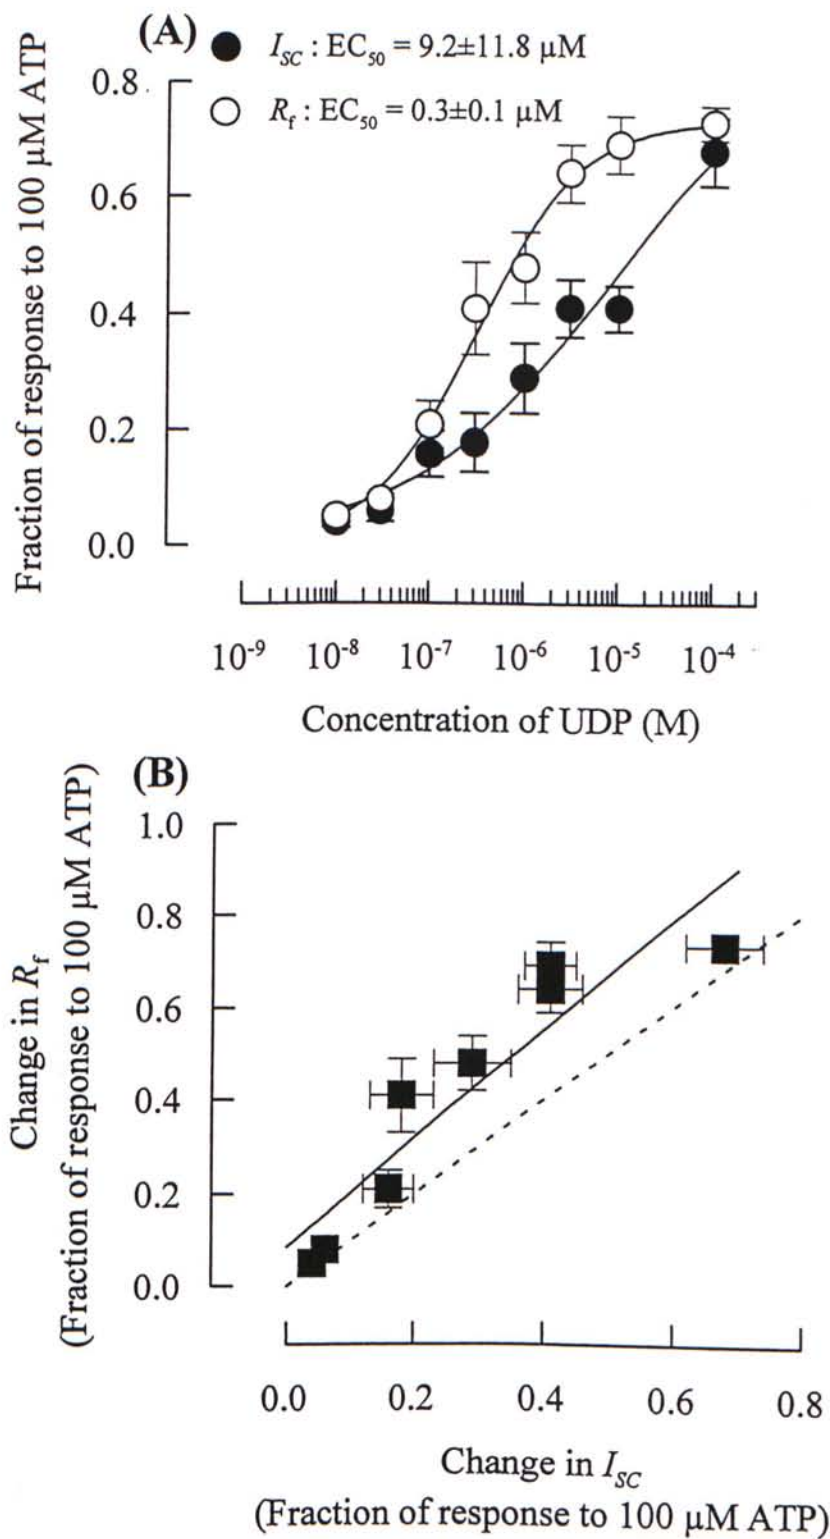 (A)
I_SC : EC₅₀ = 9.2±11.8 µM
R_f : EC₅₀ = 0.3±0.1 µM
Fraction of response to 100 µM ATP
0.8
0.6
0.4
0.2
0.0
10⁻⁹ 10⁻⁸ 10⁻⁷ 10⁻⁶ 10⁻⁵ 10⁻⁴
Concentration of UDP (M)
(B)
Change in R_f
(Fraction of response to 100 µM ATP)
1.0
0.8
0.6
0.4
0.2
0.0
0.0 0.2 0.4 0.6 0.8
Change in I_SC
(Fraction of response to 100 µM ATP)